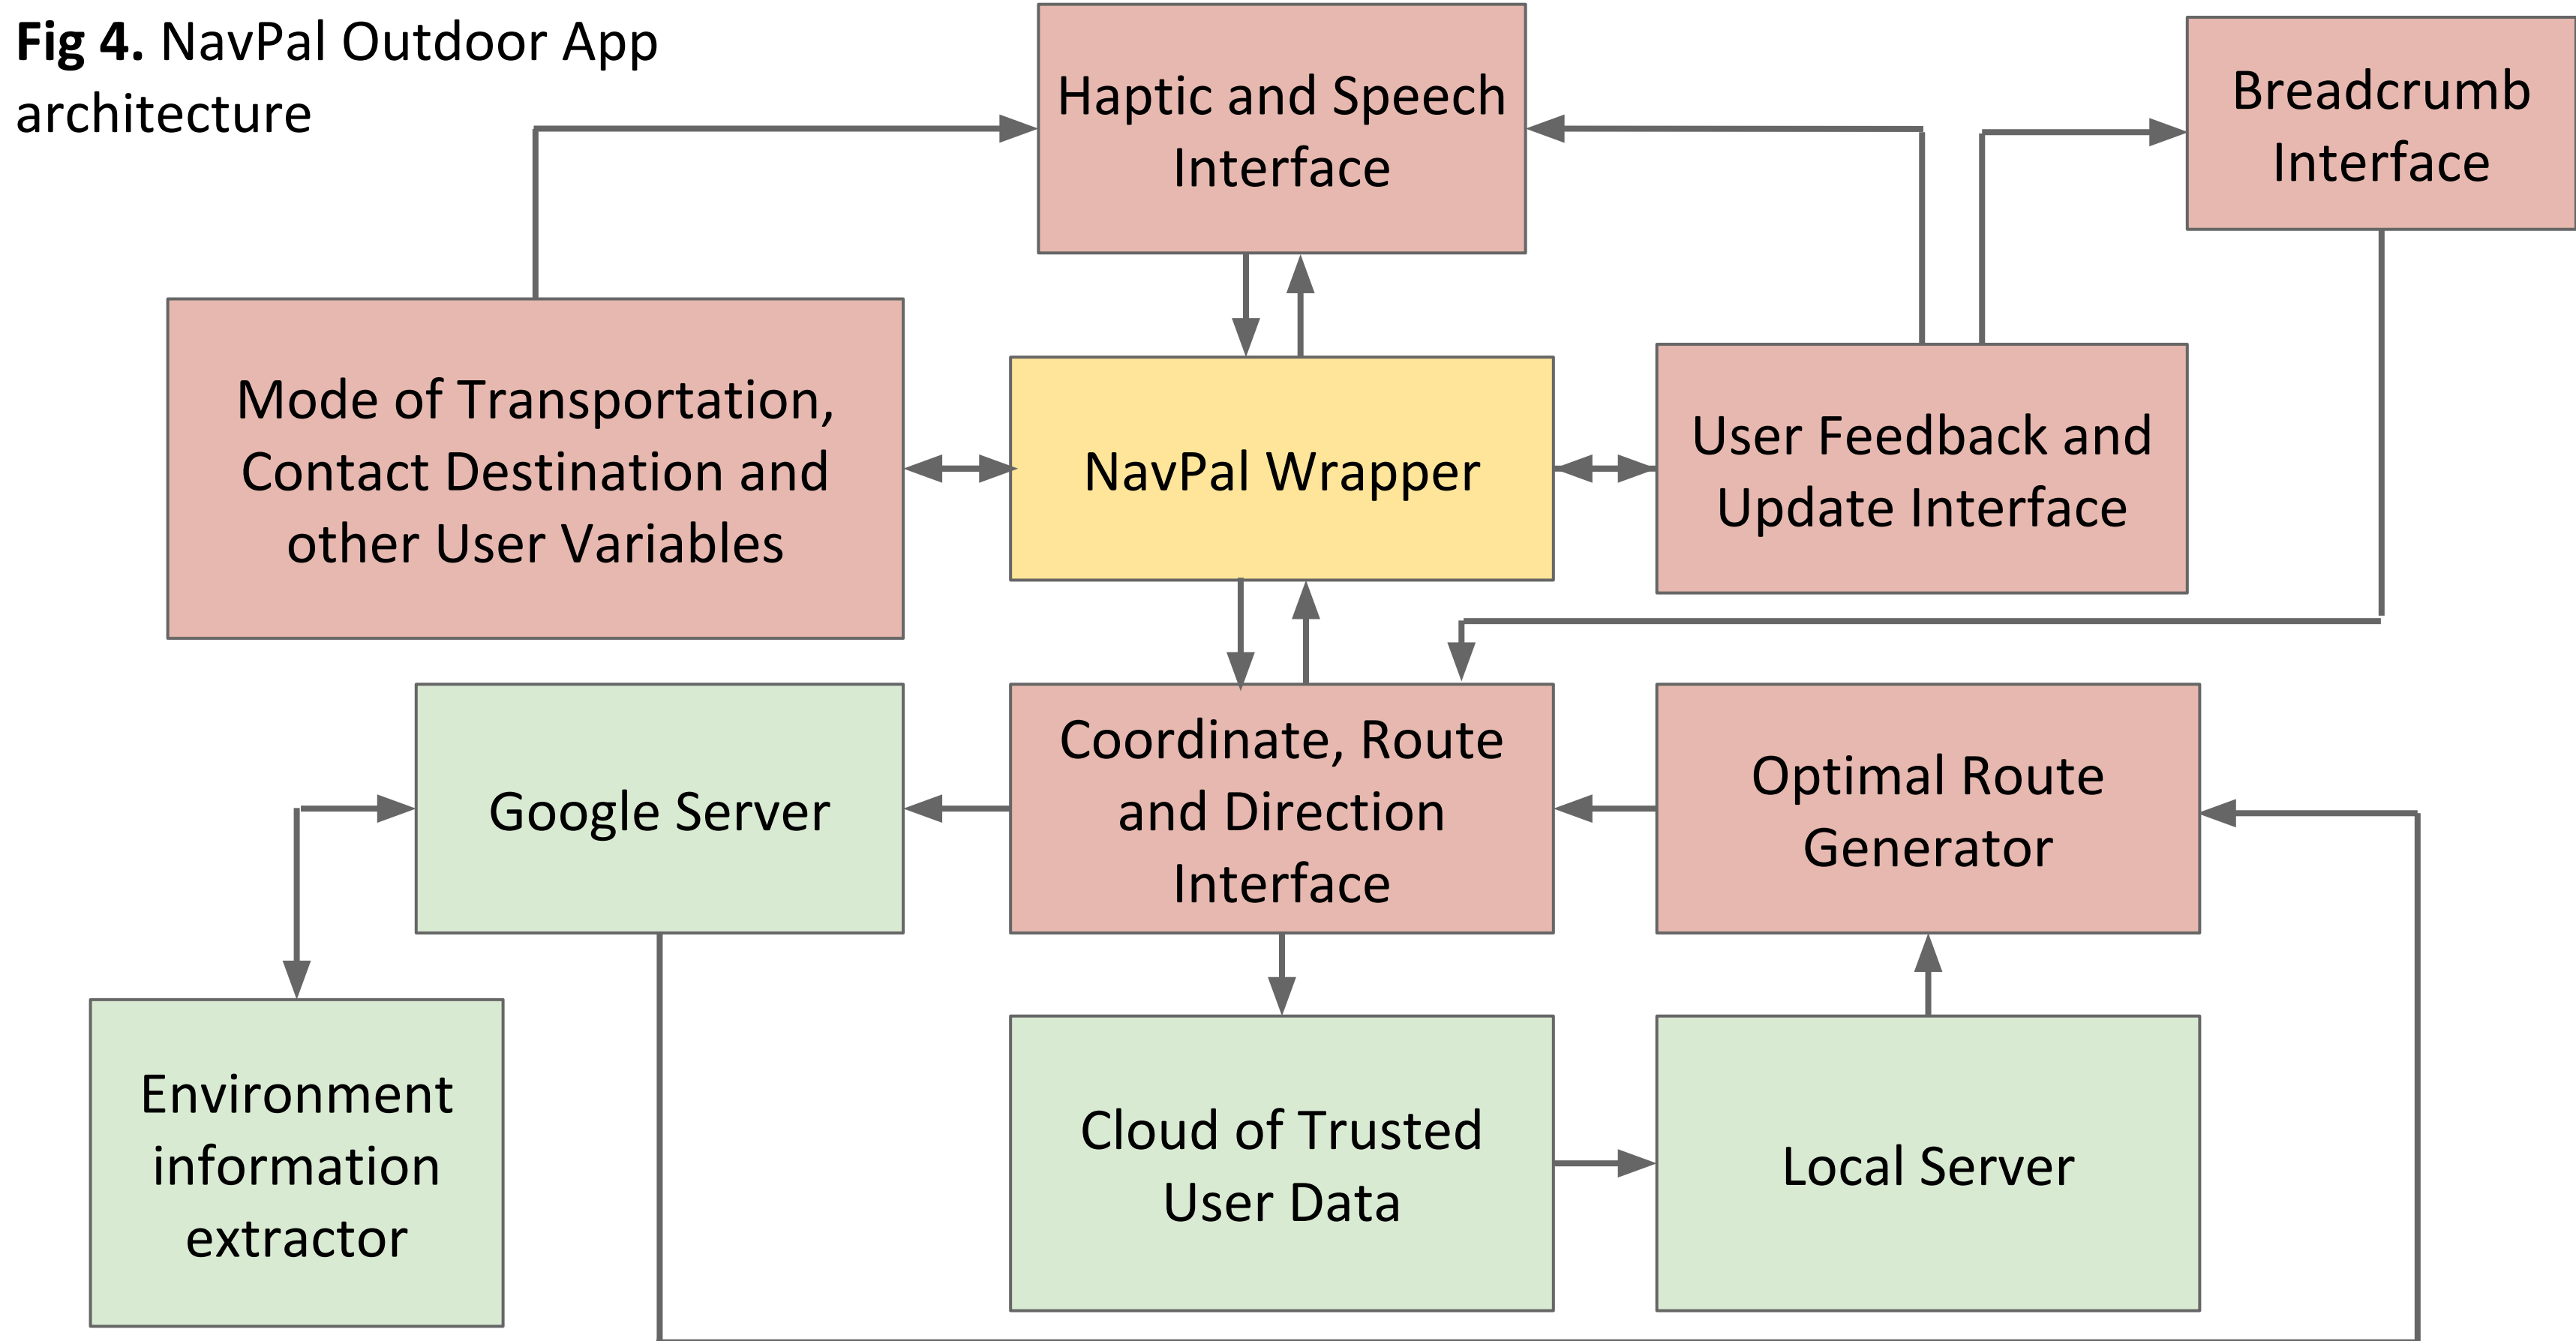 Fig 4. NavPal Outdoor App
architecture
Haptic and Speech
Interface
Breadcrumb
Interface
Mode of Transportation,
Contact Destination and
other User Variables
NavPal Wrapper
User Feedback and
Update Interface
Google Server
Coordinate, Route
and Direction
Interface
Optimal Route
Generator
Environment
information
extractor
Cloud of Trusted
User Data
Local Server